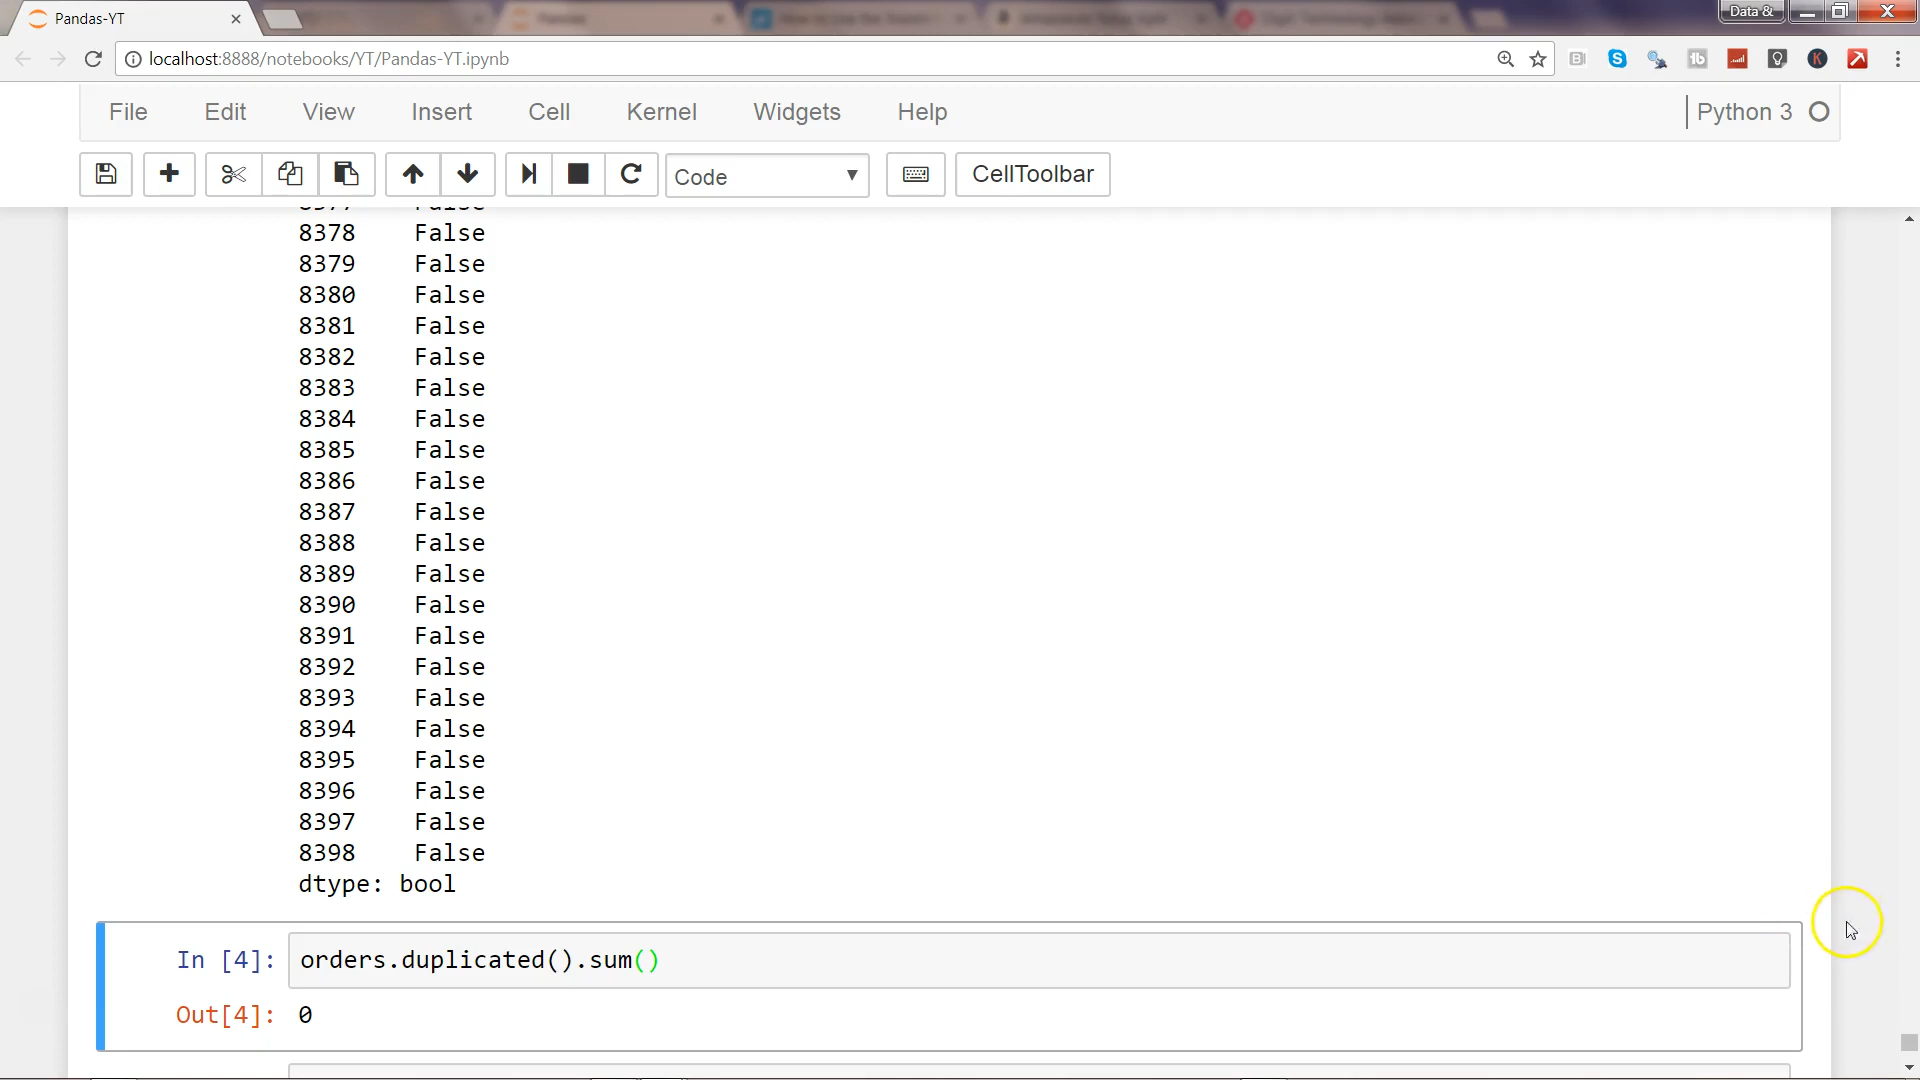 Pandas-YT
Data &
localhost:8888/notebooks/YT/Pandas-YT.ipynb
File Edit View Insert Cell Kernel Widgets Help Python 3
Code CellToolbar
8378 False
8379 False
8380 False
8381 False
8382 False
8383 False
8384 False
8385 False
8386 False
8387 False
8388 False
8389 False
8390 False
8391 False
8392 False
8393 False
8394 False
8395 False
8396 False
8397 False
8398 False
dtype: bool
In [4]: orders.duplicated().sum()
Out[4]: 0